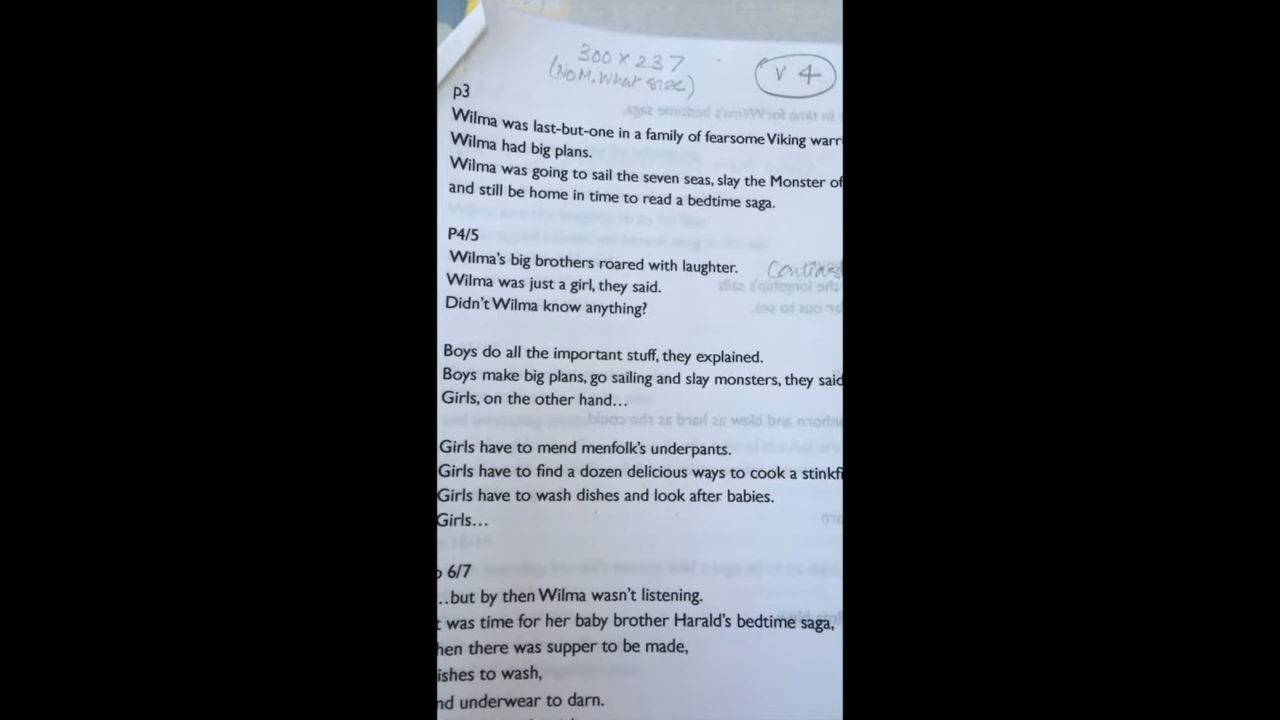 300 x 237
(NOM. What size)
v 4
p3
Wilma was last-but-one in a family of fearsome Viking warri
Wilma had big plans.
Wilma was going to sail the seven seas, slay the Monster of
and still be home in time to read a bedtime saga.
P4/5
Wilma's big brothers roared with laughter.
Wilma was just a girl, they said.
Didn't Wilma know anything?
Boys do all the important stuff, they explained.
Boys make big plans, go sailing and slay monsters, they said
Girls, on the other hand…
Girls have to mend menfolk's underpants.
Girls have to find a dozen delicious ways to cook a stinkfi
Girls have to wash dishes and look after babies.
Girls…
6/7
..but by then Wilma wasn't listening.
t was time for her baby brother Harald's bedtime saga,
hen there was supper to be made,
ishes to wash,
nd underwear to darn.